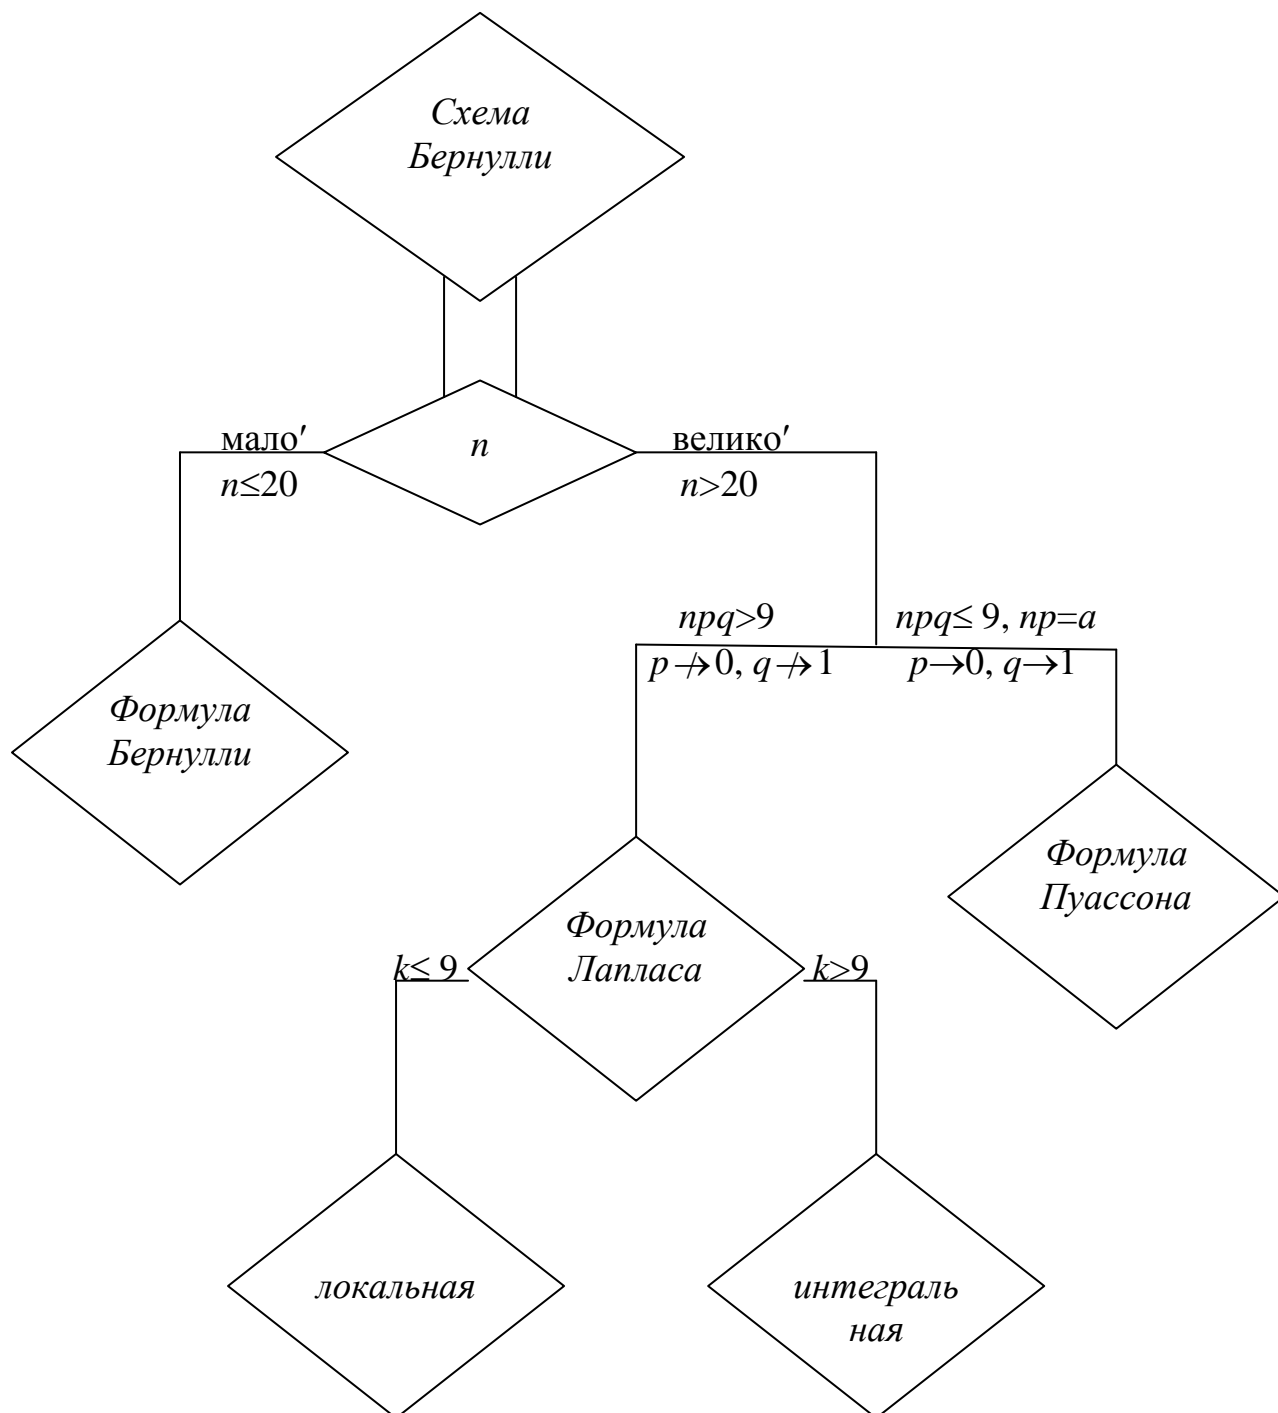 Схема
Бернулли
мало′
n
велико′
n≤20
n>20
npq>9
npq≤ 9, np=a
p↛0, q↛1
p→0, q→1
Формула
Бернулли
Формула
Пуассона
Формула
Лапласа
k≤ 9
k>9
локальная
интеграль
ная